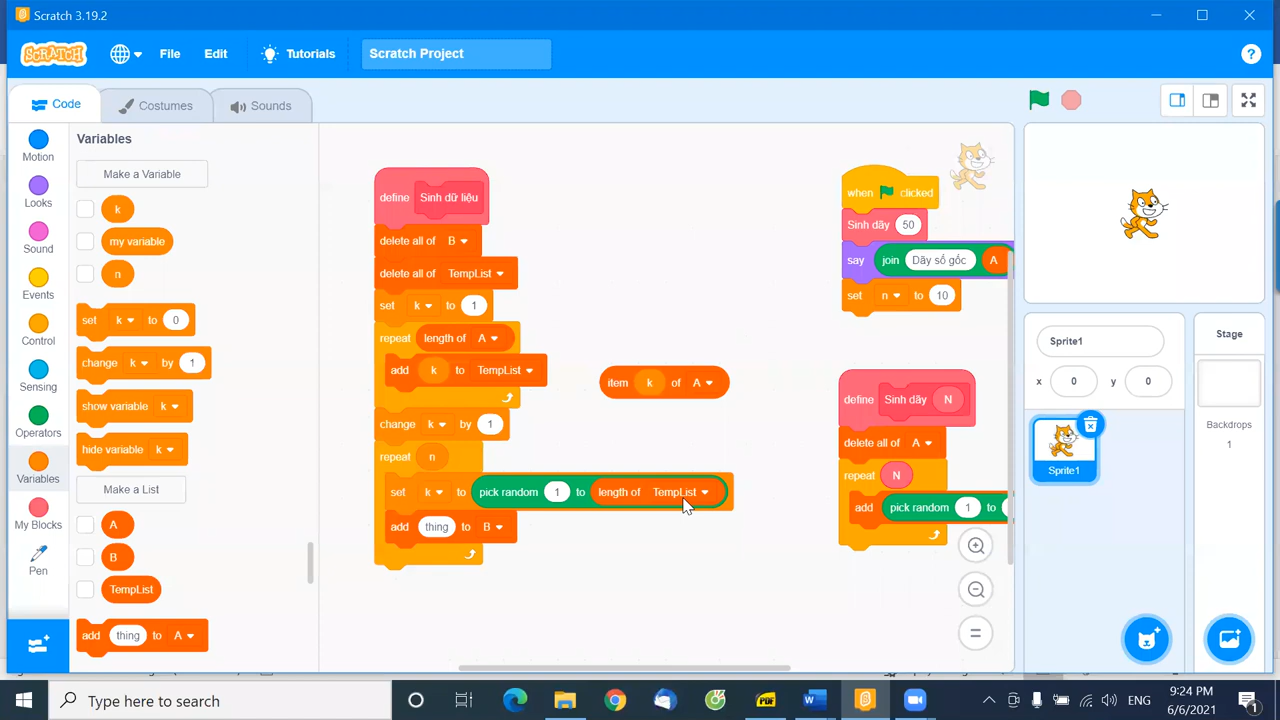 Scratch 3.19.2
SCRATCH
File
Edit
Tutorials
Scratch Project
?
Code
Costumes
Sounds
Motion
Looks
Sound
Events
Control
Sensing
Operators
Variables
My Blocks
Pen
Variables
Make a Variable
k
my variable
n
set k to 0
change k by 1
show variable k
hide variable k
Make a List
A
B
TempList
add thing to A
define Sinh dữ liệu
delete all of B
delete all of TempList
set k to 1
repeat length of A
add k to TempList
change k by 1
repeat n
set k to pick random 1 to length of TempList
add thing to B
item k of A
when clicked
Sinh dãy 50
say join Dãy số gốc A
set n to 10
define Sinh dãy N
delete all of A
repeat N
add pick random 1 to
Sprite1
x 0 y 0
Sprite1
Stage
Backdrops
1
Type here to search
PDF
ENG
9:24 PM
6/6/2021
1